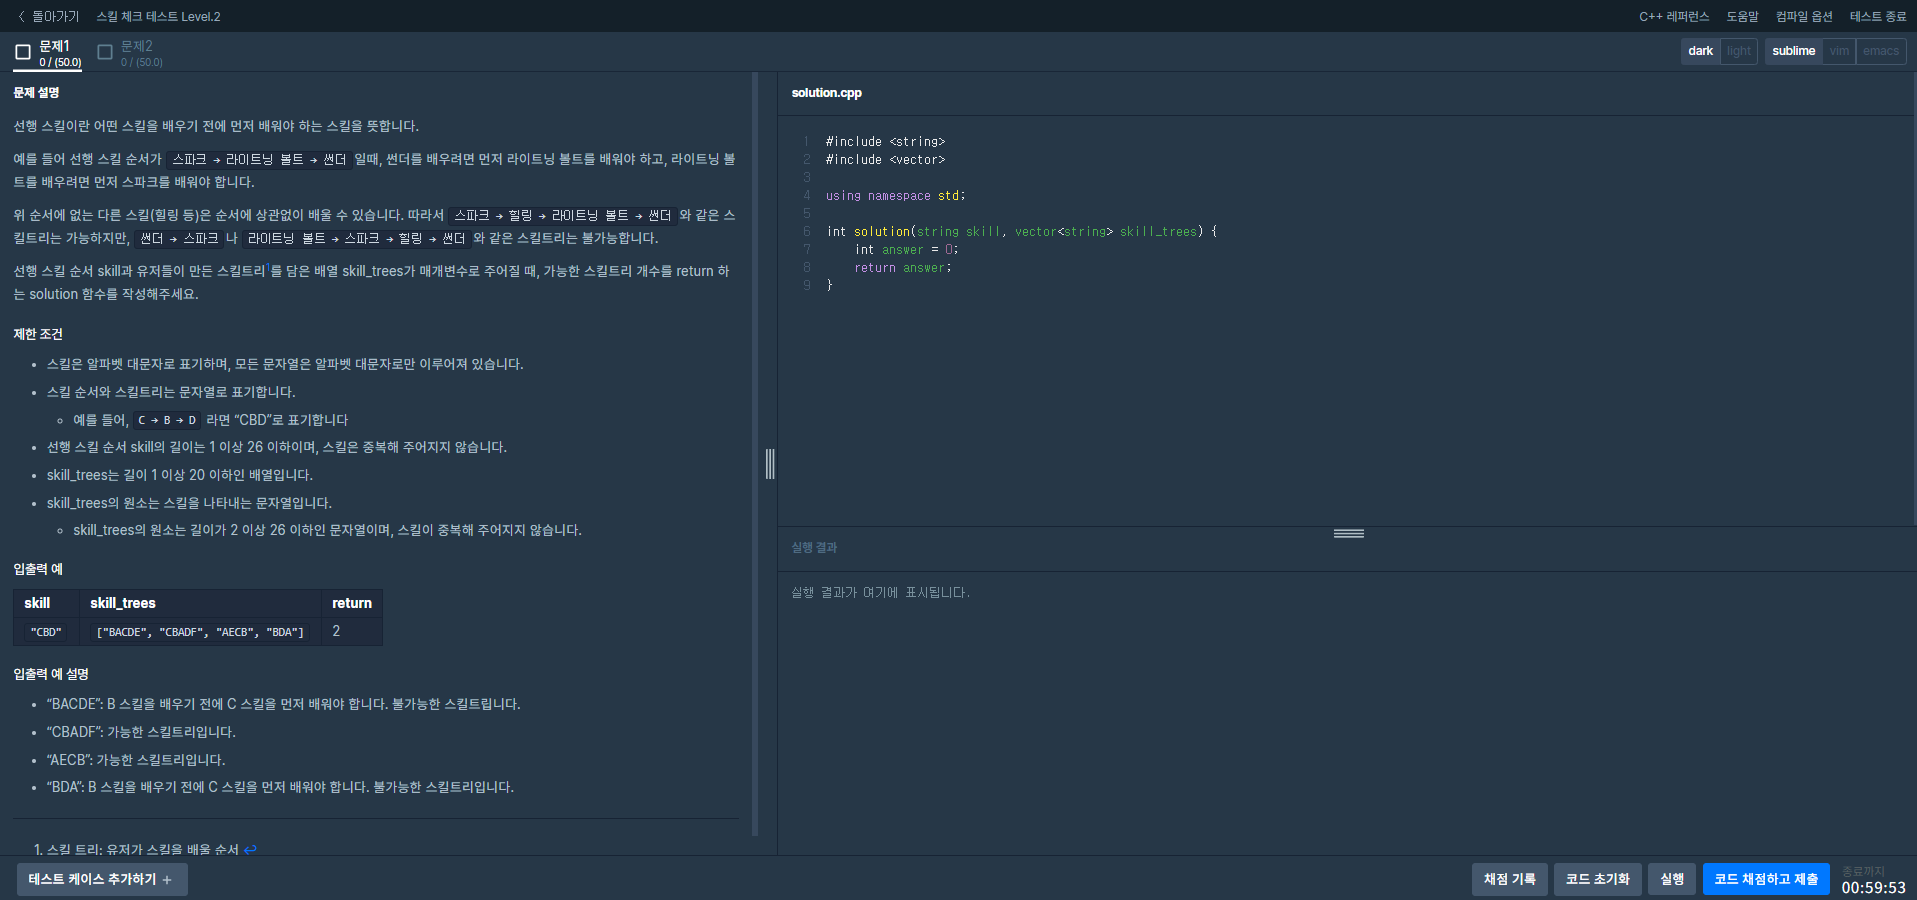 돌아가기 스킬 체크 테스트 Level.2 C++ 레퍼런스 도움말 컴파일 옵션 테스트 종료
문제1 문제2
0 / (50.0) 0 / (50.0)
dark light sublime vim emacs
문제 설명
선행 스킬이란 어떤 스킬을 배우기 전에 먼저 배워야 하는 스킬을 뜻합니다.
예를 들어 선행 스킬 순서가 스파크 → 라이트닝 볼트 → 썬더 일때, 썬더를 배우려면 먼저 라이트닝 볼트를 배워야 하고, 라이트닝 볼
트를 배우려면 먼저 스파크를 배워야 합니다.
위 순서에 없는 다른 스킬(힐링 등)은 순서에 상관없이 배울 수 있습니다. 따라서 스파크 → 힐링 → 라이트닝 볼트 → 썬더 와 같은 스
킬트리는 가능하지만, 썬더 → 스파크 나 라이트닝 볼트 → 스파크 → 힐링 → 썬더 와 같은 스킬트리는 불가능합니다.
선행 스킬 순서 skill과 유저들이 만든 스킬트리1를 담은 배열 skill_trees가 매개변수로 주어질 때, 가능한 스킬트리 개수를 return 하
는 solution 함수를 작성해주세요.
제한 조건
• 스킬은 알파벳 대문자로 표기하며, 모든 문자열은 알파벳 대문자로만 이루어져 있습니다.
• 스킬 순서와 스킬트리는 문자열로 표기합니다.
◦ 예를 들어, C → B → D 라면 “CBD”로 표기합니다
• 선행 스킬 순서 skill의 길이는 1 이상 26 이하이며, 스킬은 중복해 주어지지 않습니다.
• skill_trees는 길이 1 이상 20 이하인 배열입니다.
• skill_trees의 원소는 스킬을 나타내는 문자열입니다.
◦ skill_trees의 원소는 길이가 2 이상 26 이하인 문자열이며, 스킬이 중복해 주어지지 않습니다.
입출력 예
skill skill_trees return
"CBD" ["BACDE", "CBADF", "AECB", "BDA"] 2
입출력 예 설명
• “BACDE”: B 스킬을 배우기 전에 C 스킬을 먼저 배워야 합니다. 불가능한 스킬트립니다.
• “CBADF”: 가능한 스킬트리입니다.
• “AECB”: 가능한 스킬트리입니다.
• “BDA”: B 스킬을 배우기 전에 C 스킬을 먼저 배워야 합니다. 불가능한 스킬트리입니다.
1. 스킬 트리: 유저가 스킬을 배울 순서 ↩
solution.cpp
1 #include <string>
2 #include <vector>
3
4 using namespace std;
5
6 int solution(string skill, vector<string> skill_trees) {
7     int answer = 0;
8     return answer;
9 }
실행 결과
실행 결과가 여기에 표시됩니다.
테스트 케이스 추가하기 + 채점 기록 코드 초기화 실행 코드 채점하고 제출 종료까지
00:59:53